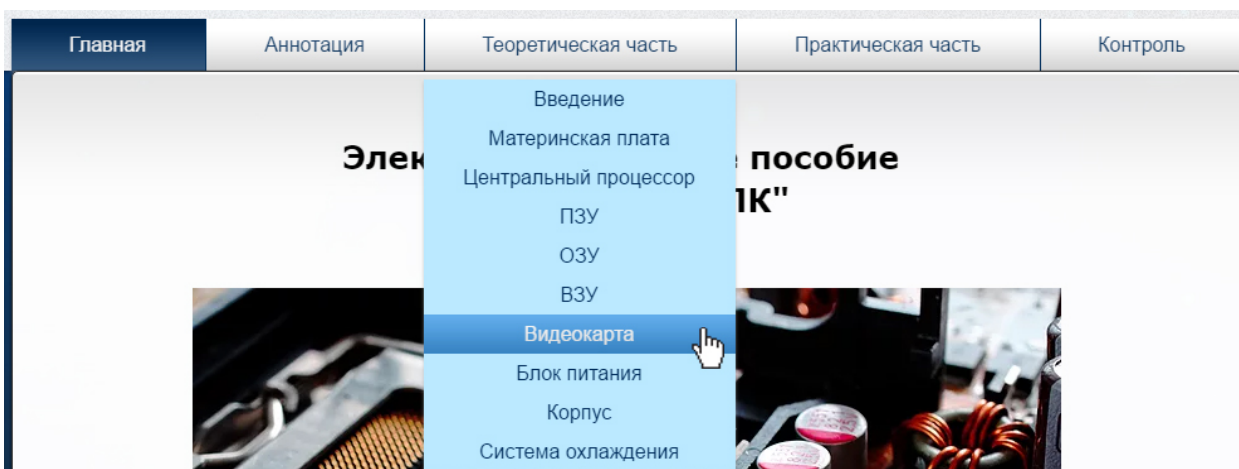 Главная Аннотация Теоретическая часть Практическая часть Контроль
Введение
Материнская плата
пособие
Центральный процессор
ПЗУ
ОЗУ
ВЗУ
Видеокарта
Блок питания
Корпус
Система охлаждения